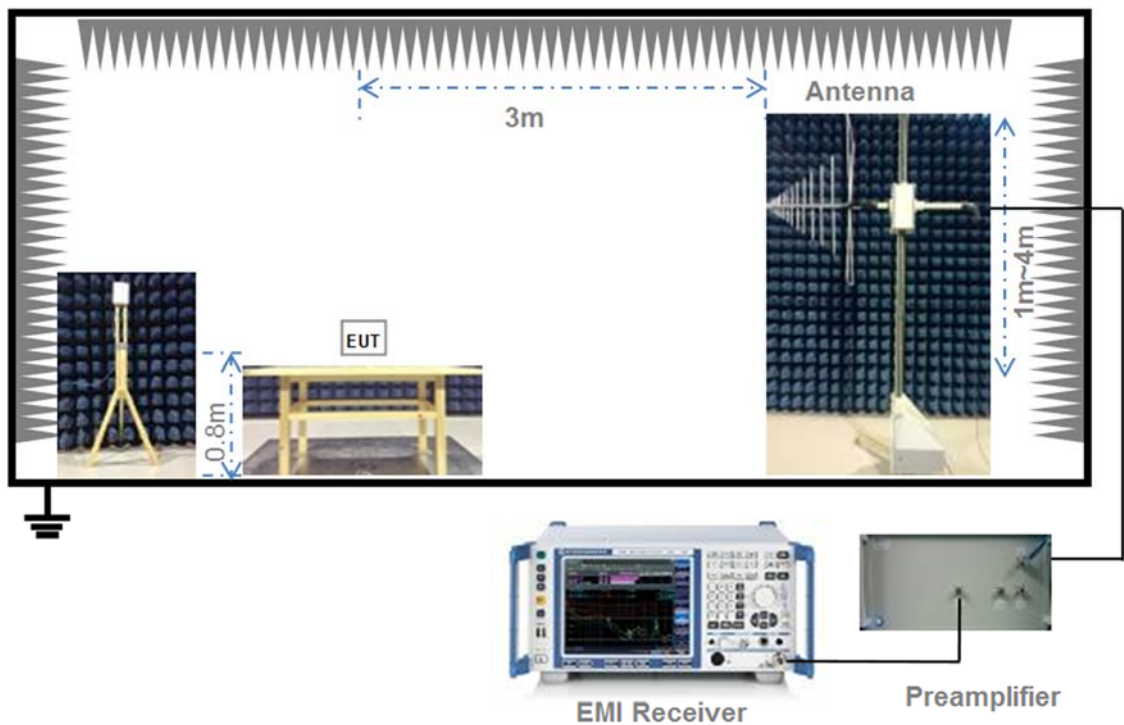 Antenna
3m
1m~4m
EUT
0.8m
EMI Receiver
Preamplifier